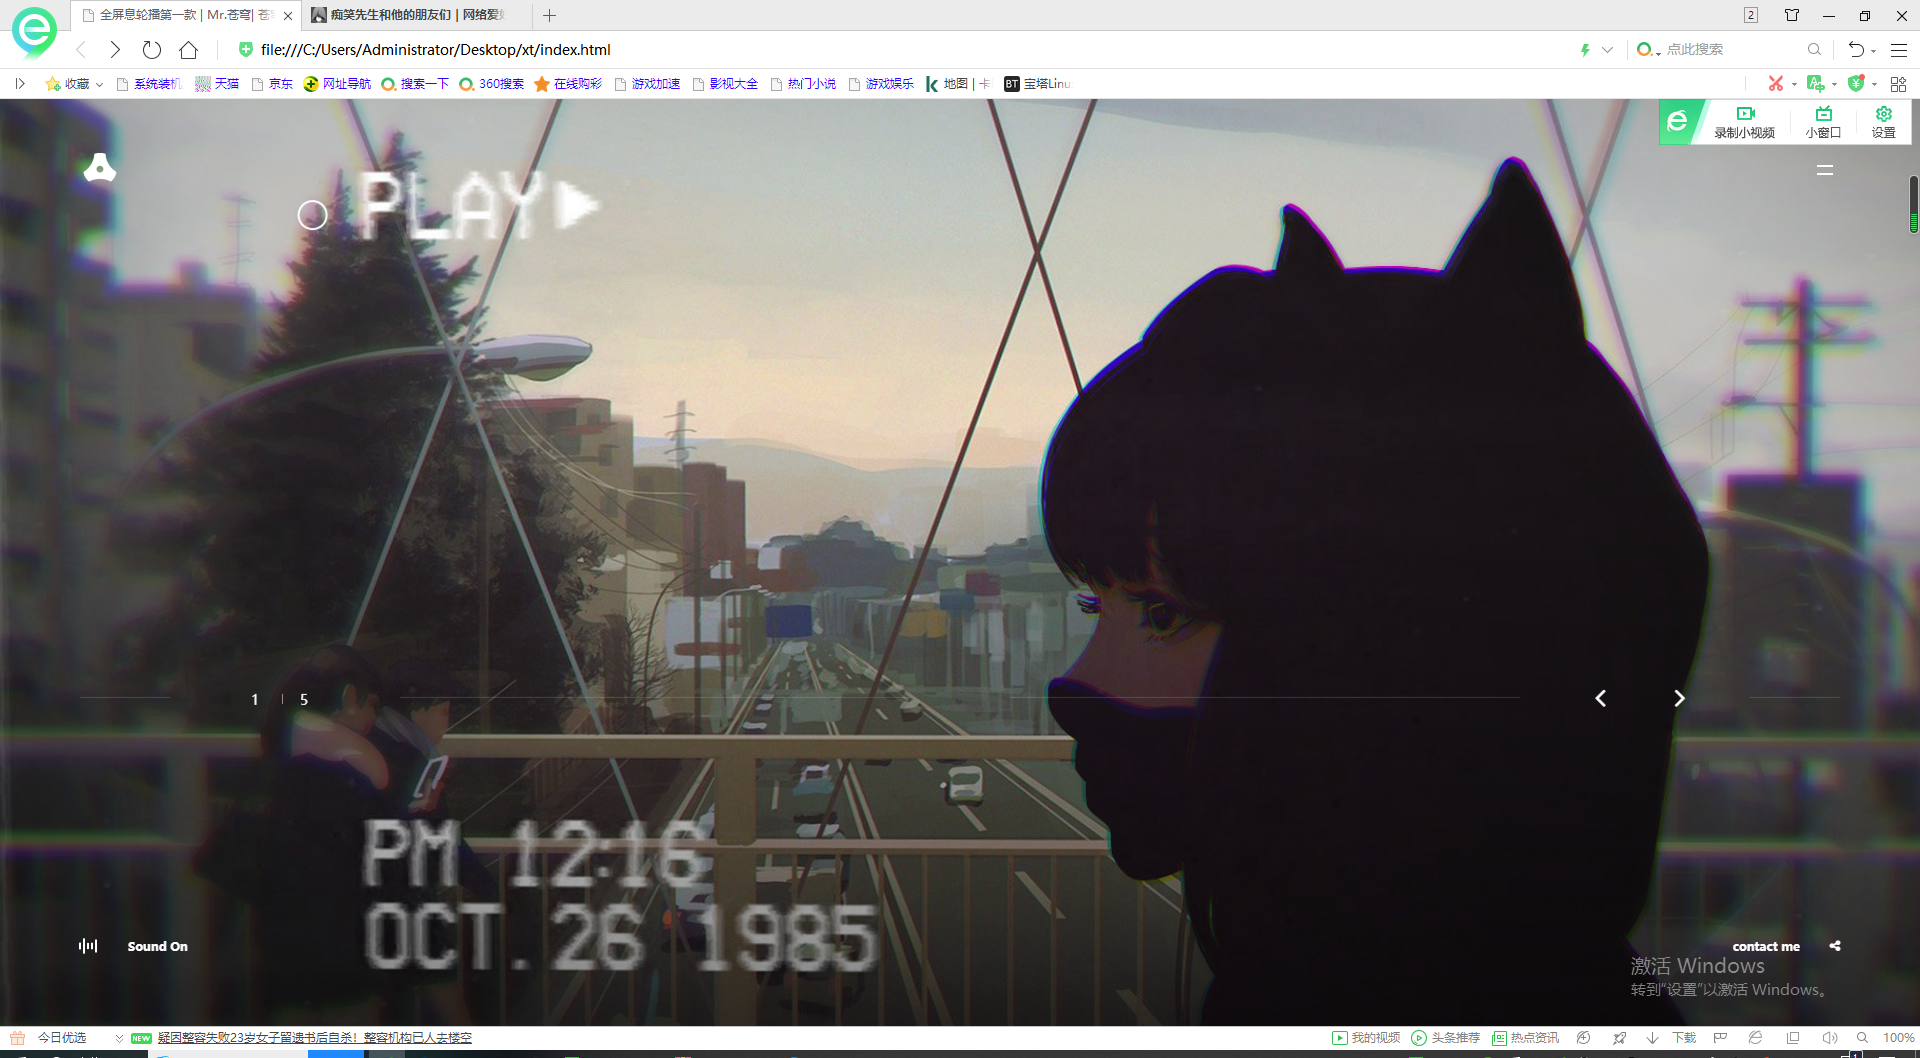 全屏息轮播第一款 | Mr.苍穹| 苍
痴笑先生和他的朋友们 | 网络爱
2
file:///C:/Users/Administrator/Desktop/xt/index.html
点此搜索
收藏
系统装机
天猫
京东
网址导航
搜索一下
360搜索
在线购彩
游戏加速
影视大全
热门小说
游戏娱乐
地图 | 卡
BT 宝塔Linu
录制小视频
小窗口
设置
PLAY
1 | 5
PM 12:16
OCT. 26 1985
Sound On
contact me
激活 Windows
转到"设置"以激活 Windows。
今日优选
NEW
疑因整容失败23岁女子留遗书后自杀！整容机构已人去楼空
我的视频
头条推荐
热点资讯
下载
100%